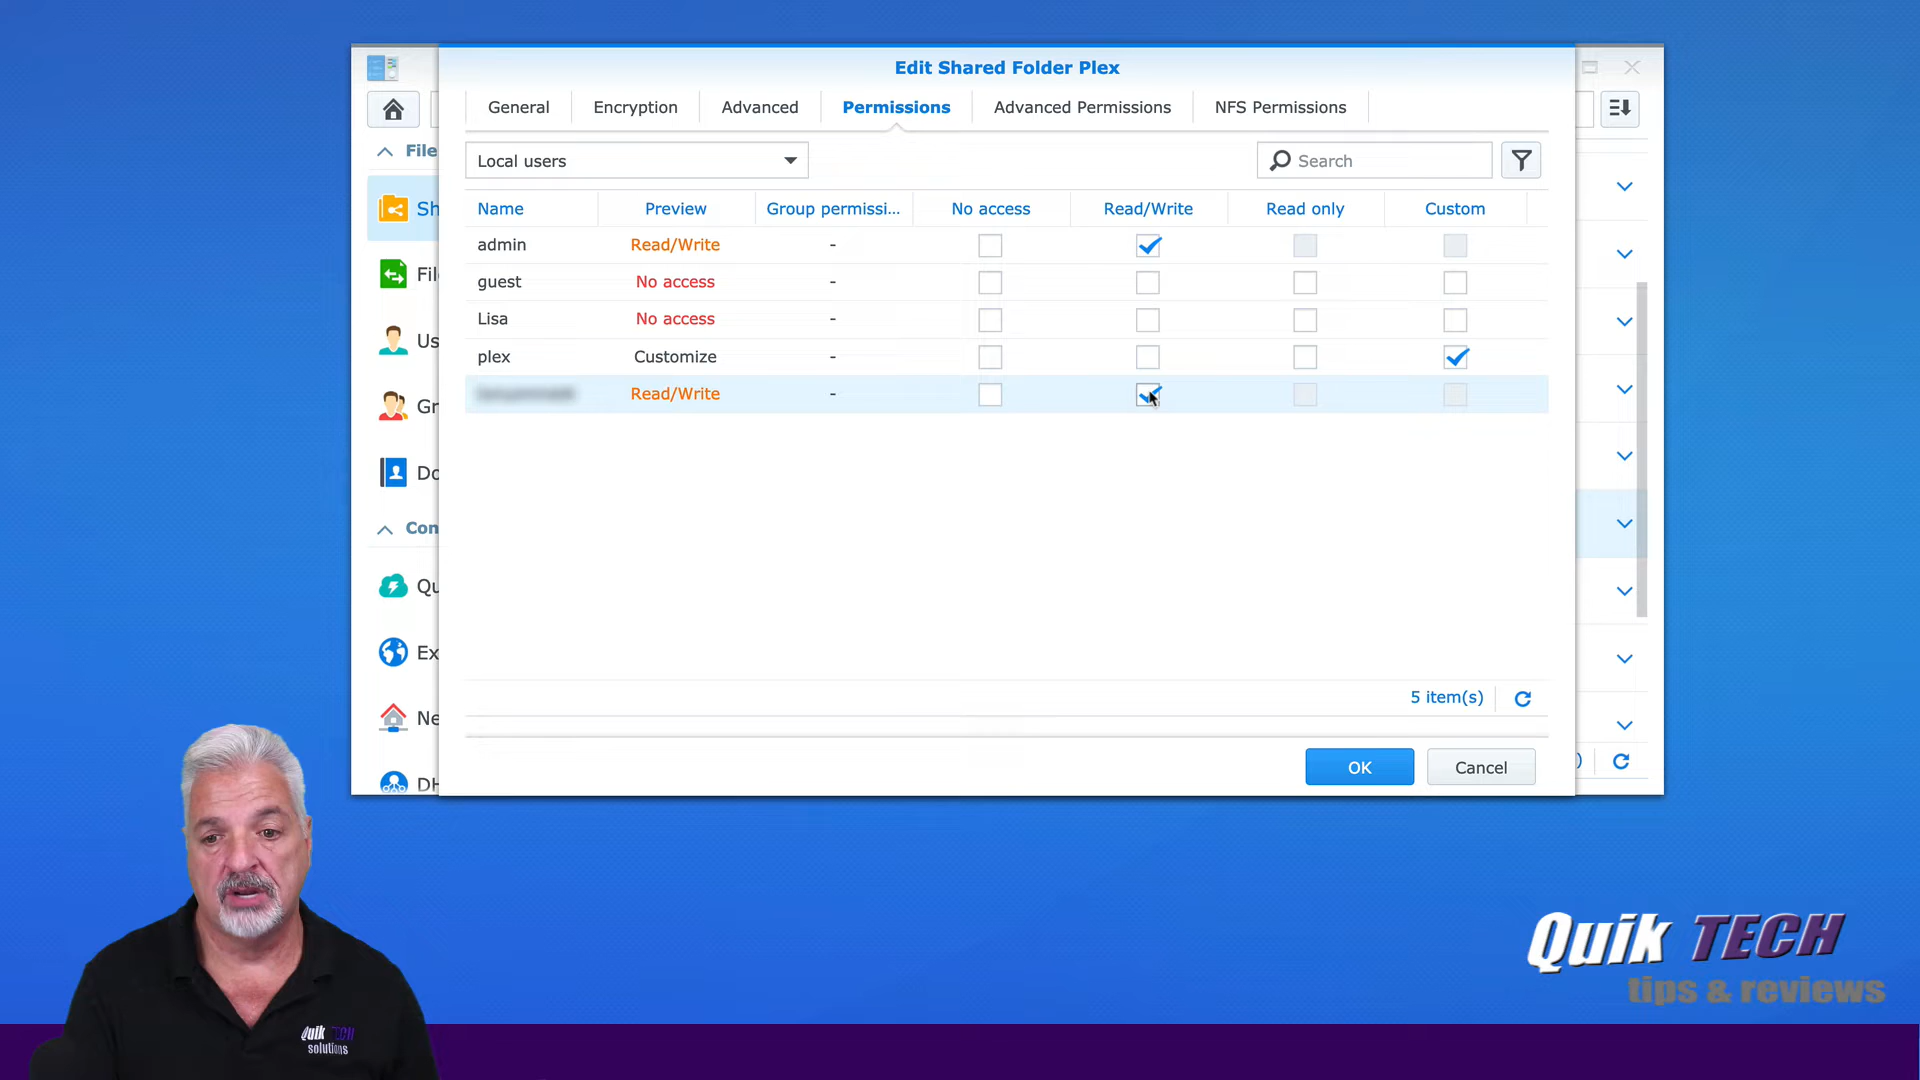 Edit Shared Folder Plex
General Encryption Advanced Permissions Advanced Permissions NFS Permissions
File
Local users
Search
Name Preview Group permissi... No access Read/Write Read only Custom
Sh
admin Read/Write -
Fil
guest No access -
Lisa No access -
Us
plex Customize -
Read/Write -
Gr
Do
Con
Qu
Ex
5 item(s)
Ne
OK Cancel
)
DH
Quik TECH
tips & reviews
Quik TECH
solutions